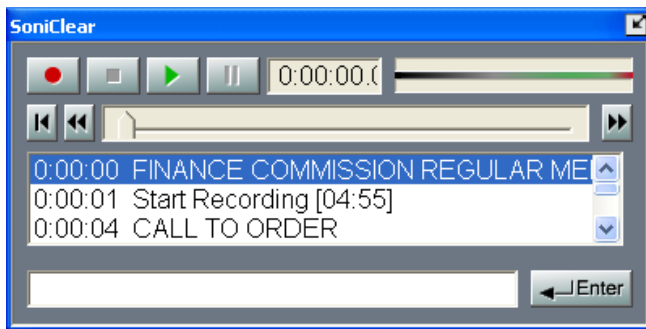 SoniClear
0:00:00.(
0:00:00 FINANCE COMMISSION REGULAR ME
0:00:01 Start Recording [04:55]
0:00:04 CALL TO ORDER
Enter